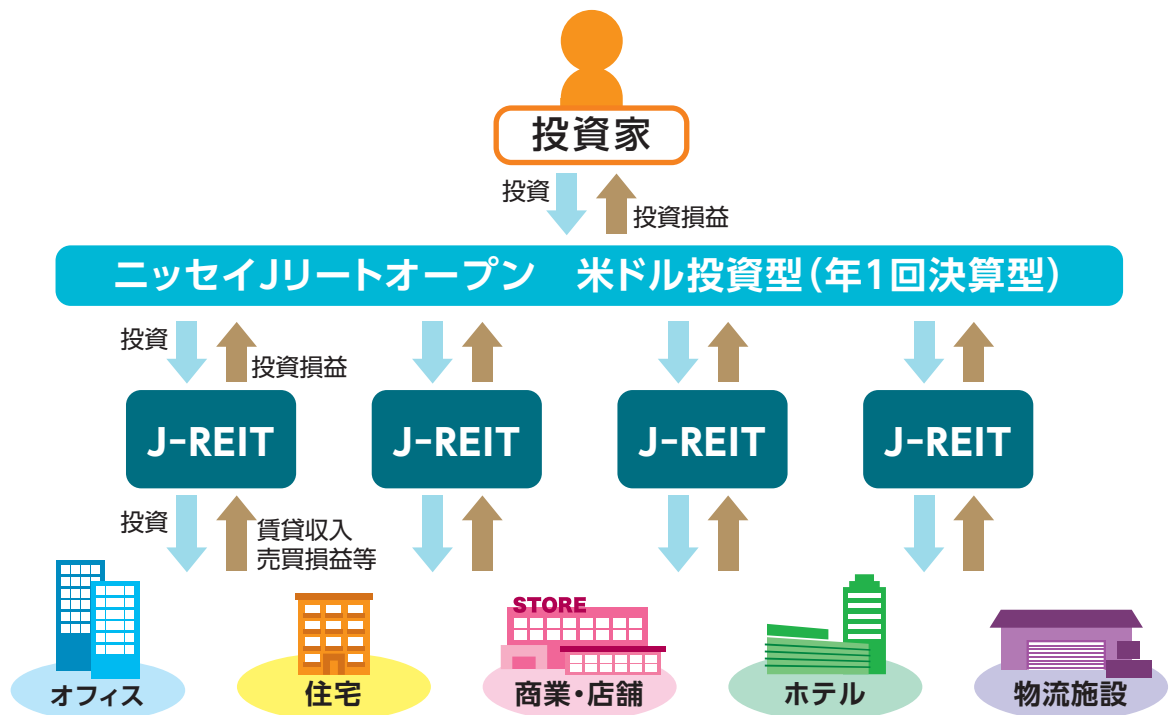 投資家
投資
投資損益
ニッセイJリートオープン　米ドル投資型(年1回決算型)
投資
投資損益
J-REIT
J-REIT
J-REIT
J-REIT
投資
賃貸収入
売買損益等
STORE
オフィス
住宅
商業・店舗
ホテル
物流施設